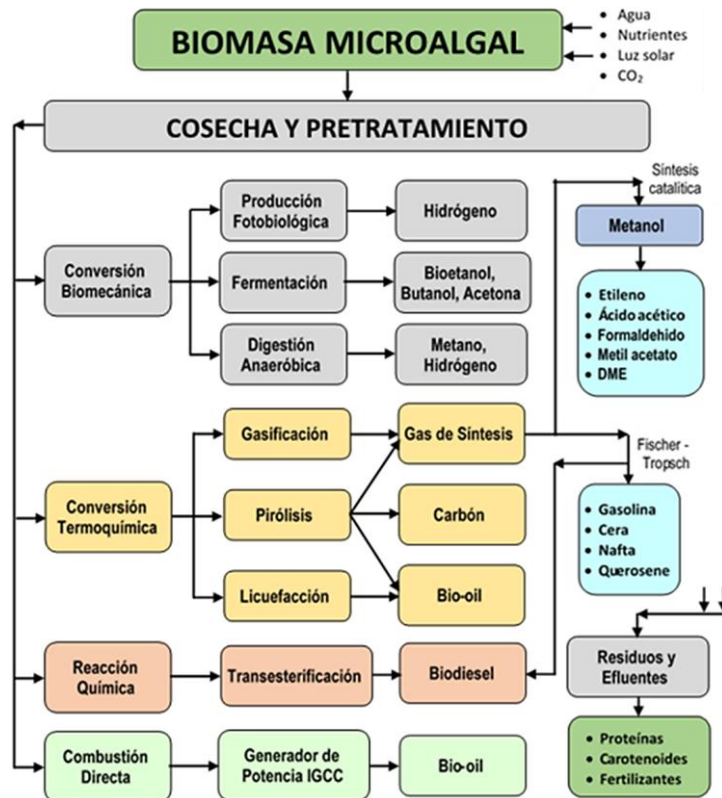 BIOMASA MICROALGAL
• Agua
• Nutrientes
• Luz solar
• CO₂
COSECHA Y PRETRATAMIENTO
Conversión
Biomecánica
Producción
Fotobiológica
Hidrógeno
Fermentación
Bioetanol,
Butanol, Acetona
Digestión
Anaeróbica
Metano,
Hidrógeno
Síntesis
catalítica
Metanol
• Etileno
• Ácido acético
• Formaldehido
• Metil acetato
• DME
Conversión
Termoquímica
Gasificación
Gas de Síntesis
Pirólisis
Carbón
Licuefacción
Bio-oil
Fischer -
Tropsch
• Gasolina
• Cera
• Nafta
• Querosene
Reacción
Química
Transesterificación
Biodiesel
Residuos y
Efluentes
Combustión
Directa
Generador de
Potencia IGCC
Bio-oil
• Proteínas
• Carotenoides
• Fertilizantes